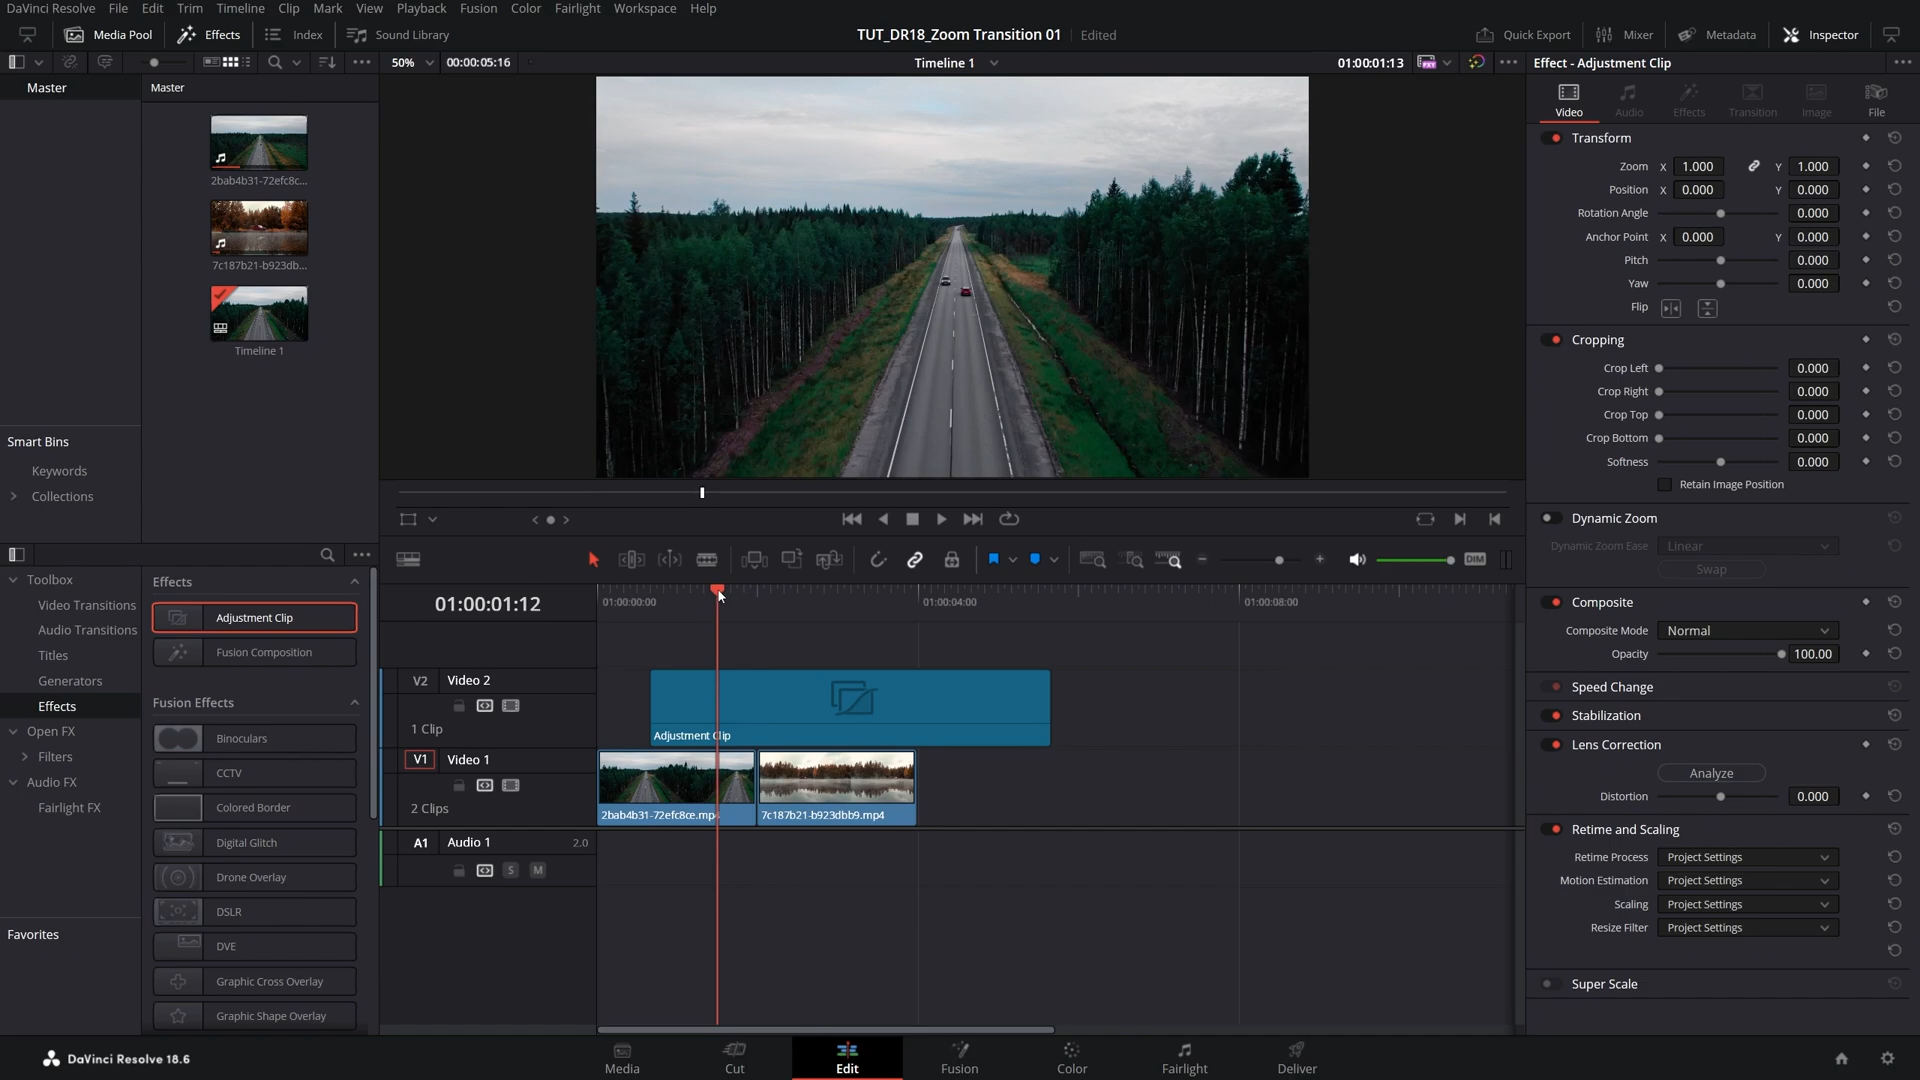 DaVinci Resolve File Edit Trim Timeline Clip Mark View Playback Fusion Color Fairlight Workspace Help
Media Pool Effects Index Sound Library TUT_DR18_Zoom Transition 01 Edited Quick Export Mixer Metadata Inspector
50% 00:00:05:16 Timeline 1 01:00:01:13 Effect - Adjustment Clip
Master Master
Video Audio Effects Transition Image File
Transform
Zoom X 1.000 Y 1.000
Position X 0.000 Y 0.000
Rotation Angle 0.000
Anchor Point X 0.000 Y 0.000
Pitch 0.000
Yaw 0.000
Flip
2bab4b31-72efc8c...
7c187b21-b923db...
Timeline 1
Cropping
Crop Left 0.000
Crop Right 0.000
Crop Top 0.000
Crop Bottom 0.000
Softness 0.000
Retain Image Position
Smart Bins
Keywords
Collections
Dynamic Zoom
Dynamic Zoom Ease Linear
Swap
Composite
Composite Mode Normal
Opacity 100.00
Speed Change
Stabilization
Lens Correction
Analyze
Distortion 0.000
Retime and Scaling
Retime Process Project Settings
Motion Estimation Project Settings
Scaling Project Settings
Resize Filter Project Settings
Super Scale
Toolbox
Video Transitions
Audio Transitions
Titles
Generators
Effects
Open FX
Filters
Audio FX
Fairlight FX
Favorites
Effects
Adjustment Clip
Fusion Composition
Fusion Effects
Binoculars
CCTV
Colored Border
Digital Glitch
Drone Overlay
DSLR
DVE
Graphic Cross Overlay
Graphic Shape Overlay
DIM
01:00:01:12 01:00:00:00 01:00:04:00 01:00:08:00
V2 Video 2
1 Clip
Adjustment Clip
V1 Video 1
2 Clips
2bab4b31-72efc8ce.mp4 7c187b21-b923dbb9.mp4
A1 Audio 1 2.0
S M
DaVinci Resolve 18.6
Media Cut Edit Fusion Color Fairlight Deliver